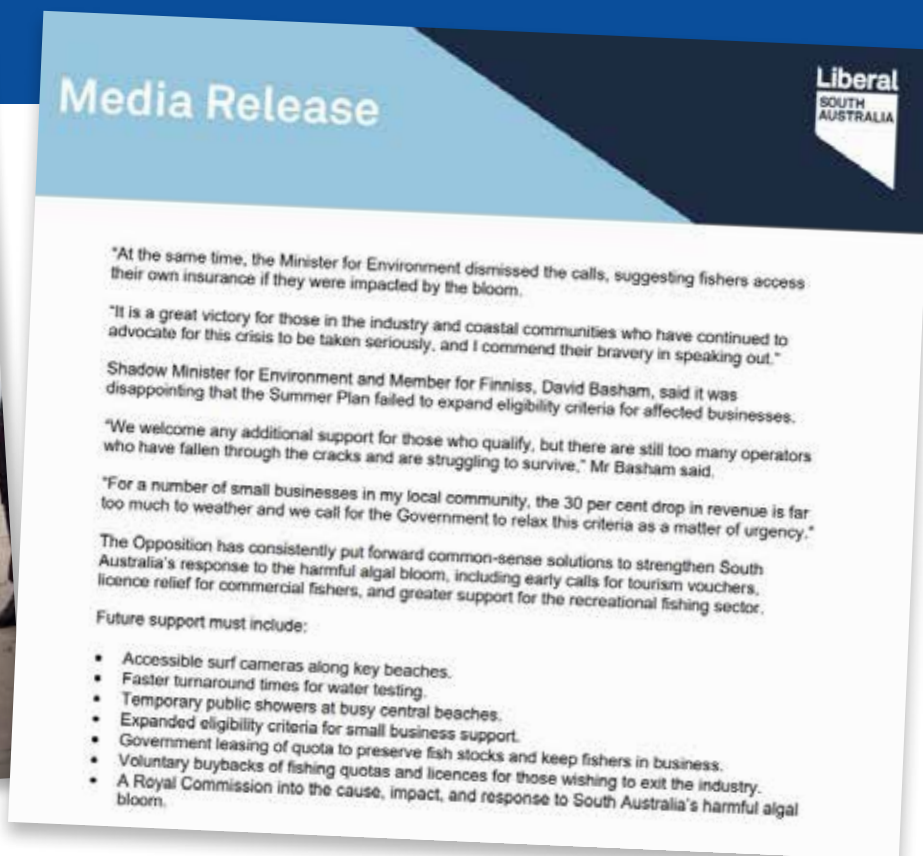 Media Release
Liberal
SOUTH
AUSTRALIA
"At the same time, the Minister for Environment dismissed the calls, suggesting fishers access
their own insurance if they were impacted by the bloom.
"It is a great victory for those in the industry and coastal communities who have continued to
advocate for this crisis to be taken seriously, and I commend their bravery in speaking out."
Shadow Minister for Environment and Member for Finniss, David Basham, said it was
disappointing that the Summer Plan failed to expand eligibility criteria for affected businesses.
"We welcome any additional support for those who qualify, but there are still too many operators
who have fallen through the cracks and are struggling to survive," Mr Basham said.
"For a number of small businesses in my local community, the 30 per cent drop in revenue is far
too much to weather and we call for the Government to relax this criteria as a matter of urgency."
The Opposition has consistently put forward common-sense solutions to strengthen South
Australia's response to the harmful algal bloom, including early calls for tourism vouchers,
licence relief for commercial fishers, and greater support for the recreational fishing sector.
Future support must include:
• Accessible surf cameras along key beaches.
• Faster turnaround times for water testing.
• Temporary public showers at busy central beaches.
• Expanded eligibility criteria for small business support.
• Government leasing of quota to preserve fish stocks and keep fishers in business.
• Voluntary buybacks of fishing quotas and licences for those wishing to exit the industry.
• A Royal Commission into the cause, impact, and response to South Australia's harmful algal
bloom.